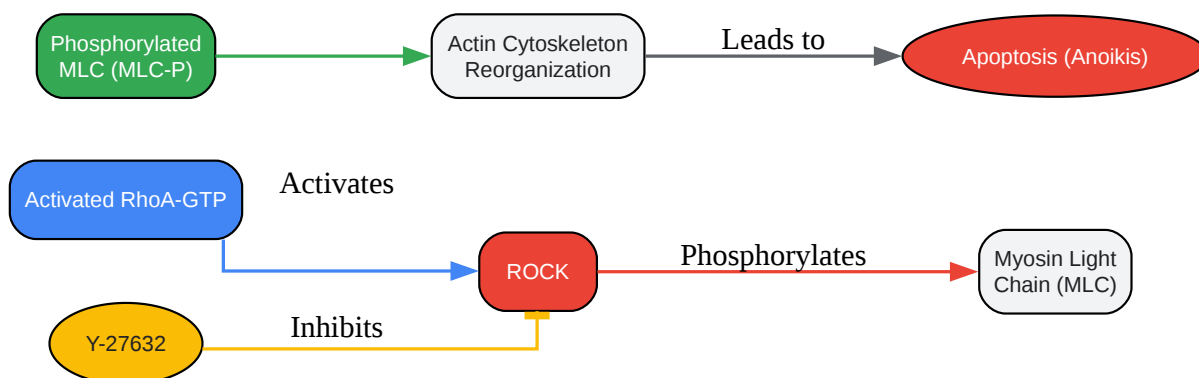 Phosphorylated
MLC (MLC-P)
Actin Cytoskeleton
Reorganization
Leads to
Apoptosis (Anoikis)
Activated RhoA-GTP
Activates
ROCK
Phosphorylates
Myosin Light
Chain (MLC)
Y-27632
Inhibits